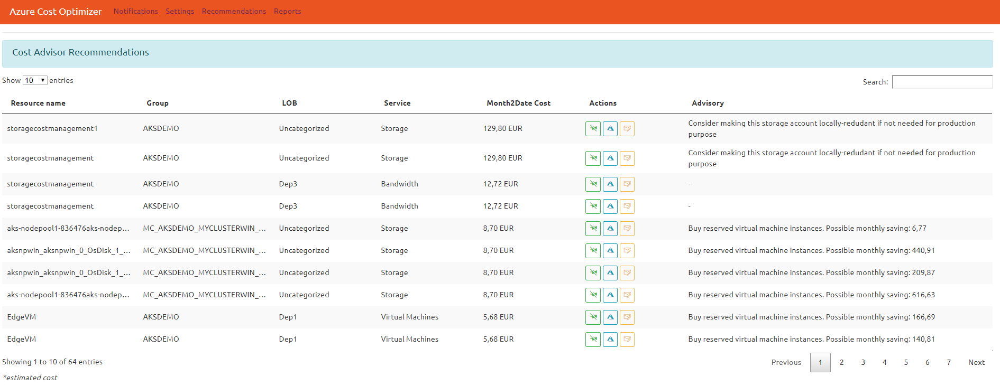 Azure Cost Optimizer Notifications Settings Recommendations Reports
Cost Advisor Recommendations
Show 10 entries
Search:
Resource name Group LOB Service Month2Date Cost Actions Advisory
storagecostmanagement1 AKSDEMO Uncategorized Storage 129,80 EUR Consider making this storage account locally-redudant if not needed for production
purpose
storagecostmanagement AKSDEMO Uncategorized Storage 129,80 EUR Consider making this storage account locally-redudant if not needed for production
purpose
storagecostmanagement AKSDEMO Dep3 Bandwidth 12,72 EUR -
storagecostmanagement AKSDEMO Dep3 Bandwidth 12,72 EUR -
aks-nodepool1-836476aks-nodep... MC_AKSDEMO_MYCLUSTERWIN_... Uncategorized Storage 8,70 EUR Buy reserved virtual machine instances. Possible monthly saving: 6,77
aksnpwin_aksnpwin_0_OsDisk_1_... MC_AKSDEMO_MYCLUSTERWIN_... Uncategorized Storage 8,70 EUR Buy reserved virtual machine instances. Possible monthly saving: 440,91
aksnpwin_aksnpwin_0_OsDisk_1_... MC_AKSDEMO_MYCLUSTERWIN_... Uncategorized Storage 8,70 EUR Buy reserved virtual machine instances. Possible monthly saving: 209,87
aks-nodepool1-836476aks-nodep... MC_AKSDEMO_MYCLUSTERWIN_... Uncategorized Storage 8,70 EUR Buy reserved virtual machine instances. Possible monthly saving: 616,63
EdgeVM AKSDEMO Dep1 Virtual Machines 5,68 EUR Buy reserved virtual machine instances. Possible monthly saving: 166,69
EdgeVM AKSDEMO Dep1 Virtual Machines 5,68 EUR Buy reserved virtual machine instances. Possible monthly saving: 140,81
Showing 1 to 10 of 64 entries
Previous 1 2 3 4 5 6 7 Next
*estimated cost